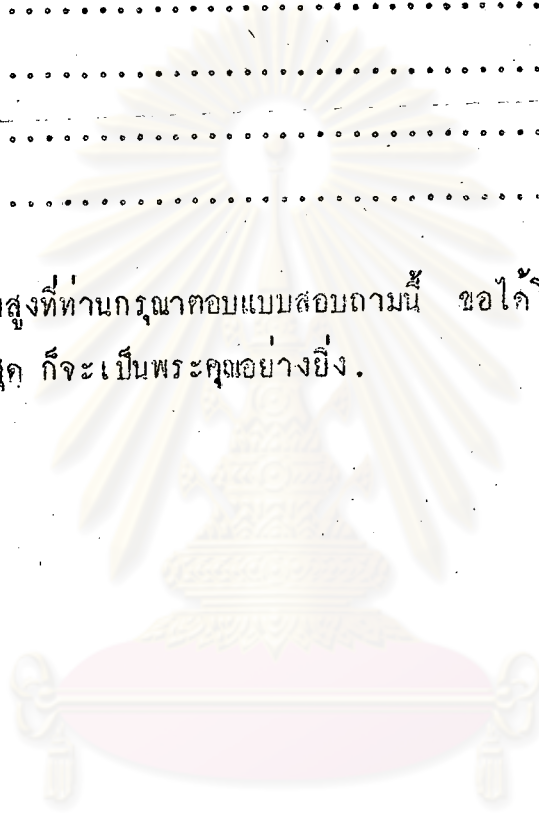 สูงที่ท่านกรุณาตอบแบบสอบถามนี้ ขอได้
ก็จะเป็นพระคุณอย่างยิ่ง.